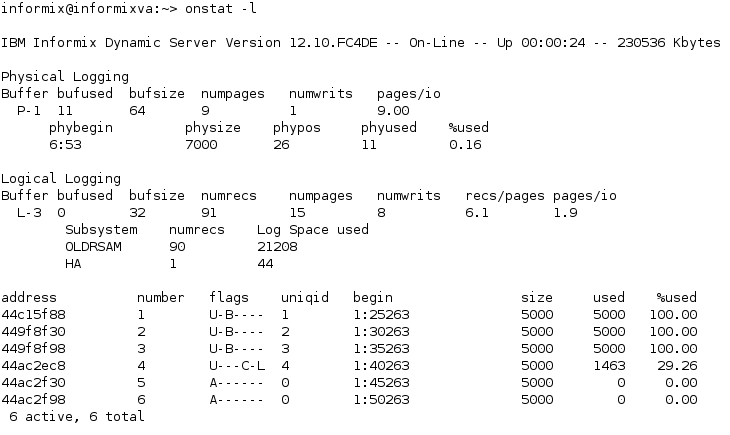 informix@informixva:~> onstat -l
IBM Informix Dynamic Server Version 12.10.FC4DE -- On-Line -- Up 00:00:24 -- 230536 Kbytes
Physical Logging
Buffer bufused  bufsize  numpages   numwrits   pages/io
  P-1  11       64       9          1          9.00
      phybegin         physize    phypos     phyused    %used
      6:53             7000       26         11         0.16
Logical Logging
Buffer bufused  bufsize  numrecs    numpages   numwrits   recs/pages pages/io
  L-3  0        32       91         15         8          6.1        1.9
        Subsystem    numrecs    Log Space used
        OLDRSAM      90         21208
        HA           1          44
address          number   flags    uniqid   begin                size     used    %used
44c15f88         1        U-B----  1        1:25263              5000     5000   100.00
449f8f30         2        U-B----  2        1:30263              5000     5000   100.00
449f8f98         3        U-B----  3        1:35263              5000     5000   100.00
44ac2ec8         4        U---C-L  4        1:40263              5000     1463    29.26
44ac2f30         5        A------  0        1:45263              5000        0     0.00
44ac2f98         6        A------  0        1:50263              5000        0     0.00
 6 active, 6 total